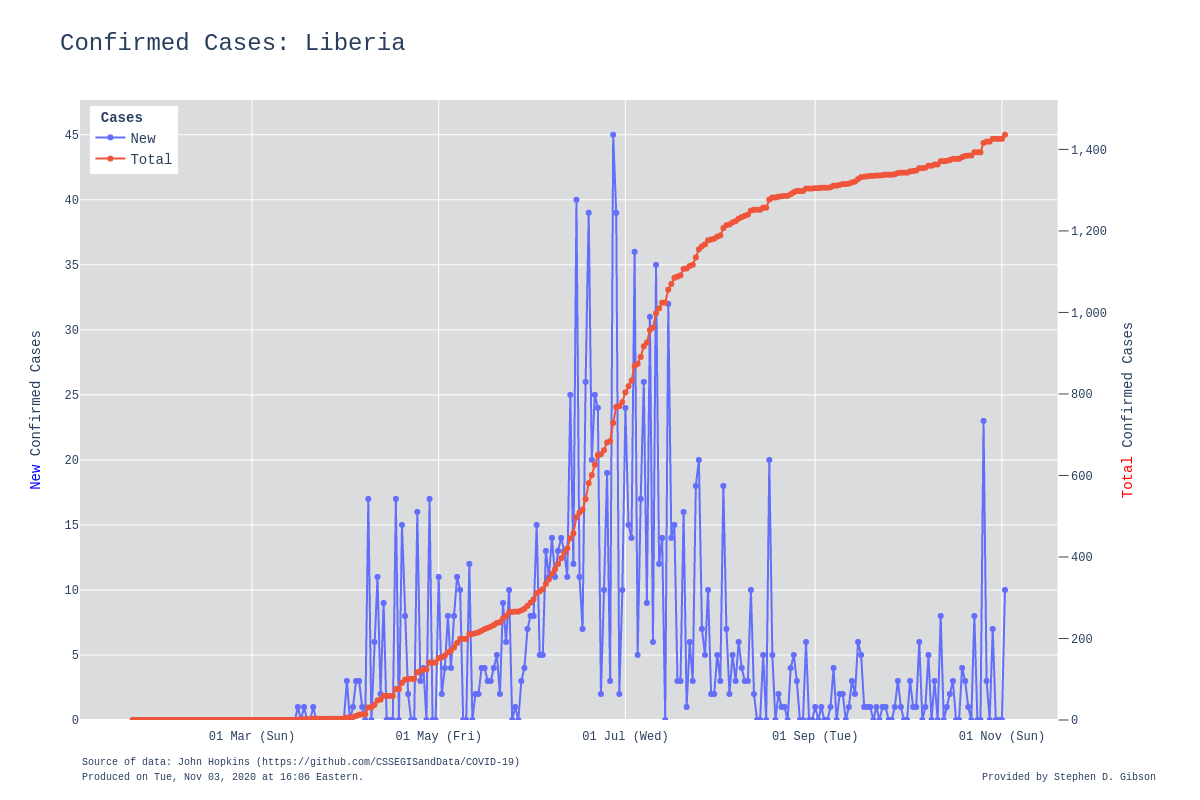 Confirmed Cases: Liberia
Cases
New
Total
45
40
35
30
25
20
15
10
5
0
1,400
1,200
1,000
800
600
400
200
0
New Confirmed Cases
Total Confirmed Cases
01 Mar (Sun)
01 May (Fri)
01 Jul (Wed)
01 Sep (Tue)
01 Nov (Sun)
Source of data: John Hopkins (https://github.com/CSSEGISandData/COVID-19)
Produced on Tue, Nov 03, 2020 at 16:06 Eastern.
Provided by Stephen D. Gibson